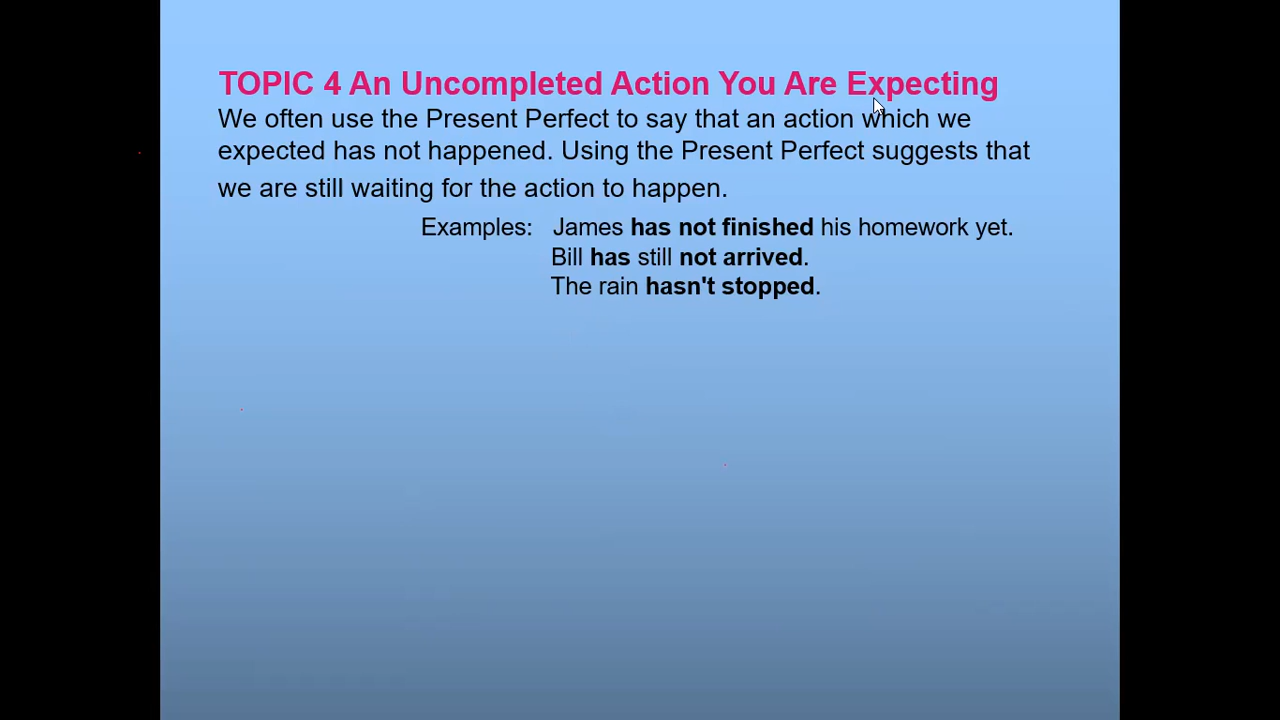 TOPIC 4 An Uncompleted Action You Are Expecting
We often use the Present Perfect to say that an action which we
expected has not happened. Using the Present Perfect suggests that
we are still waiting for the action to happen.
Examples: James has not finished his homework yet.
Bill has still not arrived.
The rain hasn't stopped.